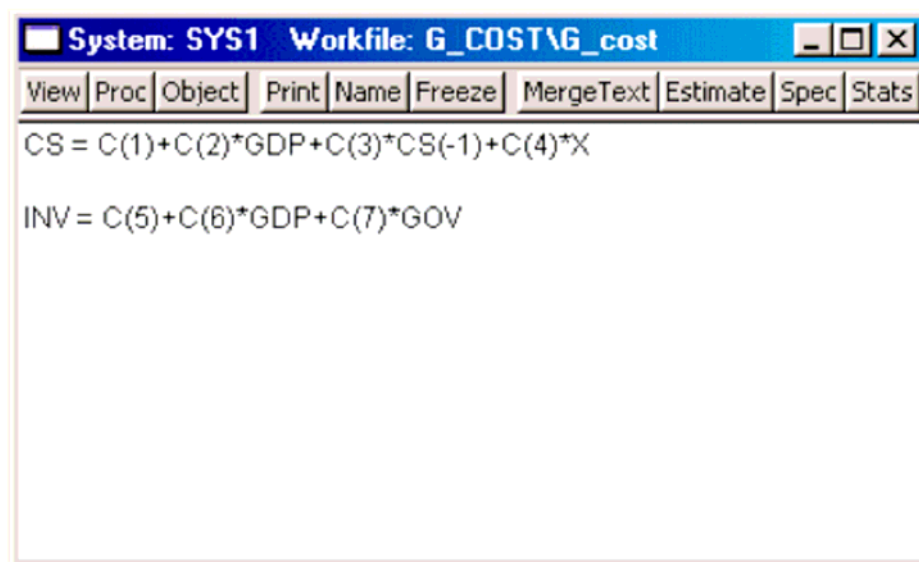 System: SYS1 Workfile: G_COST\G_cost
View Proc Object Print Name Freeze MergeText Estimate Spec Stats
CS = C(1)+C(2)*GDP+C(3)*CS(-1)+C(4)*X
INV = C(5)+C(6)*GDP+C(7)*GOV